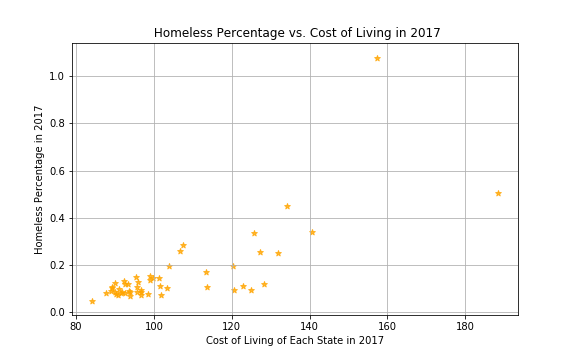 Homeless Percentage vs. Cost of Living in 2017
Homeless Percentage in 2017
1.0
0.8
0.6
0.4
0.2
0.0
80 100 120 140 160 180
Cost of Living of Each State in 2017